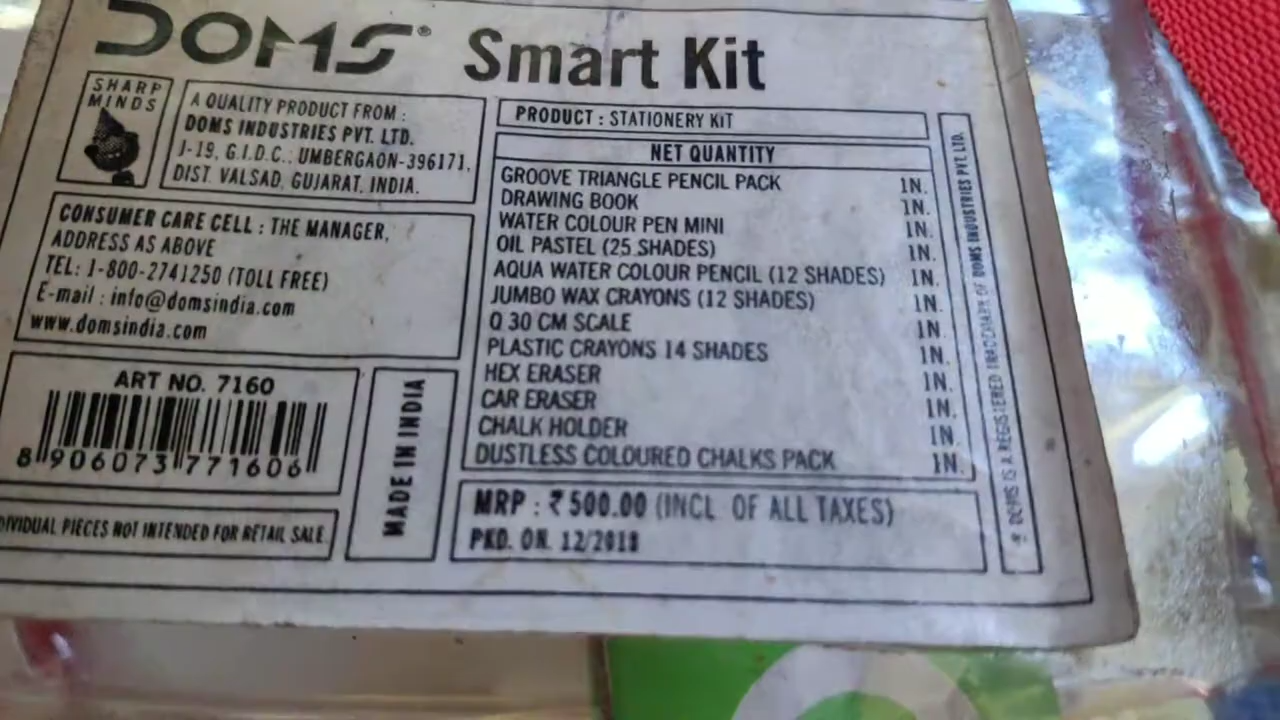 DOMS® Smart Kit
SHARP
MINDS
A QUALITY PRODUCT FROM :
DOMS INDUSTRIES PVT. LTD.
J-19, G.I.D.C., UMBERGAON-396171,
DIST. VALSAD, GUJARAT, INDIA.
CONSUMER CARE CELL : THE MANAGER,
ADDRESS AS ABOVE
TEL: 1-800-2741250 (TOLL FREE)
E-mail : info@domsindia.com
www.domsindia.com
ART NO. 7160
8 906073 771606
DIVIDUAL PIECES NOT INTENDED FOR RETAIL SALE.
MADE IN INDIA
PRODUCT : STATIONERY KIT
NET QUANTITY
GROOVE TRIANGLE PENCIL PACK 1N.
DRAWING BOOK 1N.
WATER COLOUR PEN MINI 1N.
OIL PASTEL (25 SHADES) 1N.
AQUA WATER COLOUR PENCIL (12 SHADES) 1N.
JUMBO WAX CRAYONS (12 SHADES) 1N.
Q 30 CM SCALE 1N.
PLASTIC CRAYONS 14 SHADES 1N.
HEX ERASER 1N.
CAR ERASER 1N.
CHALK HOLDER 1N.
DUSTLESS COLOURED CHALKS PACK 1N.
MRP : ₹ 500.00 (INCL. OF ALL TAXES)
PKD. ON. 12/2018
DOMS IS A REGISTERED TRADEMARK OF DOMS INDUSTRIES PVT. LTD.